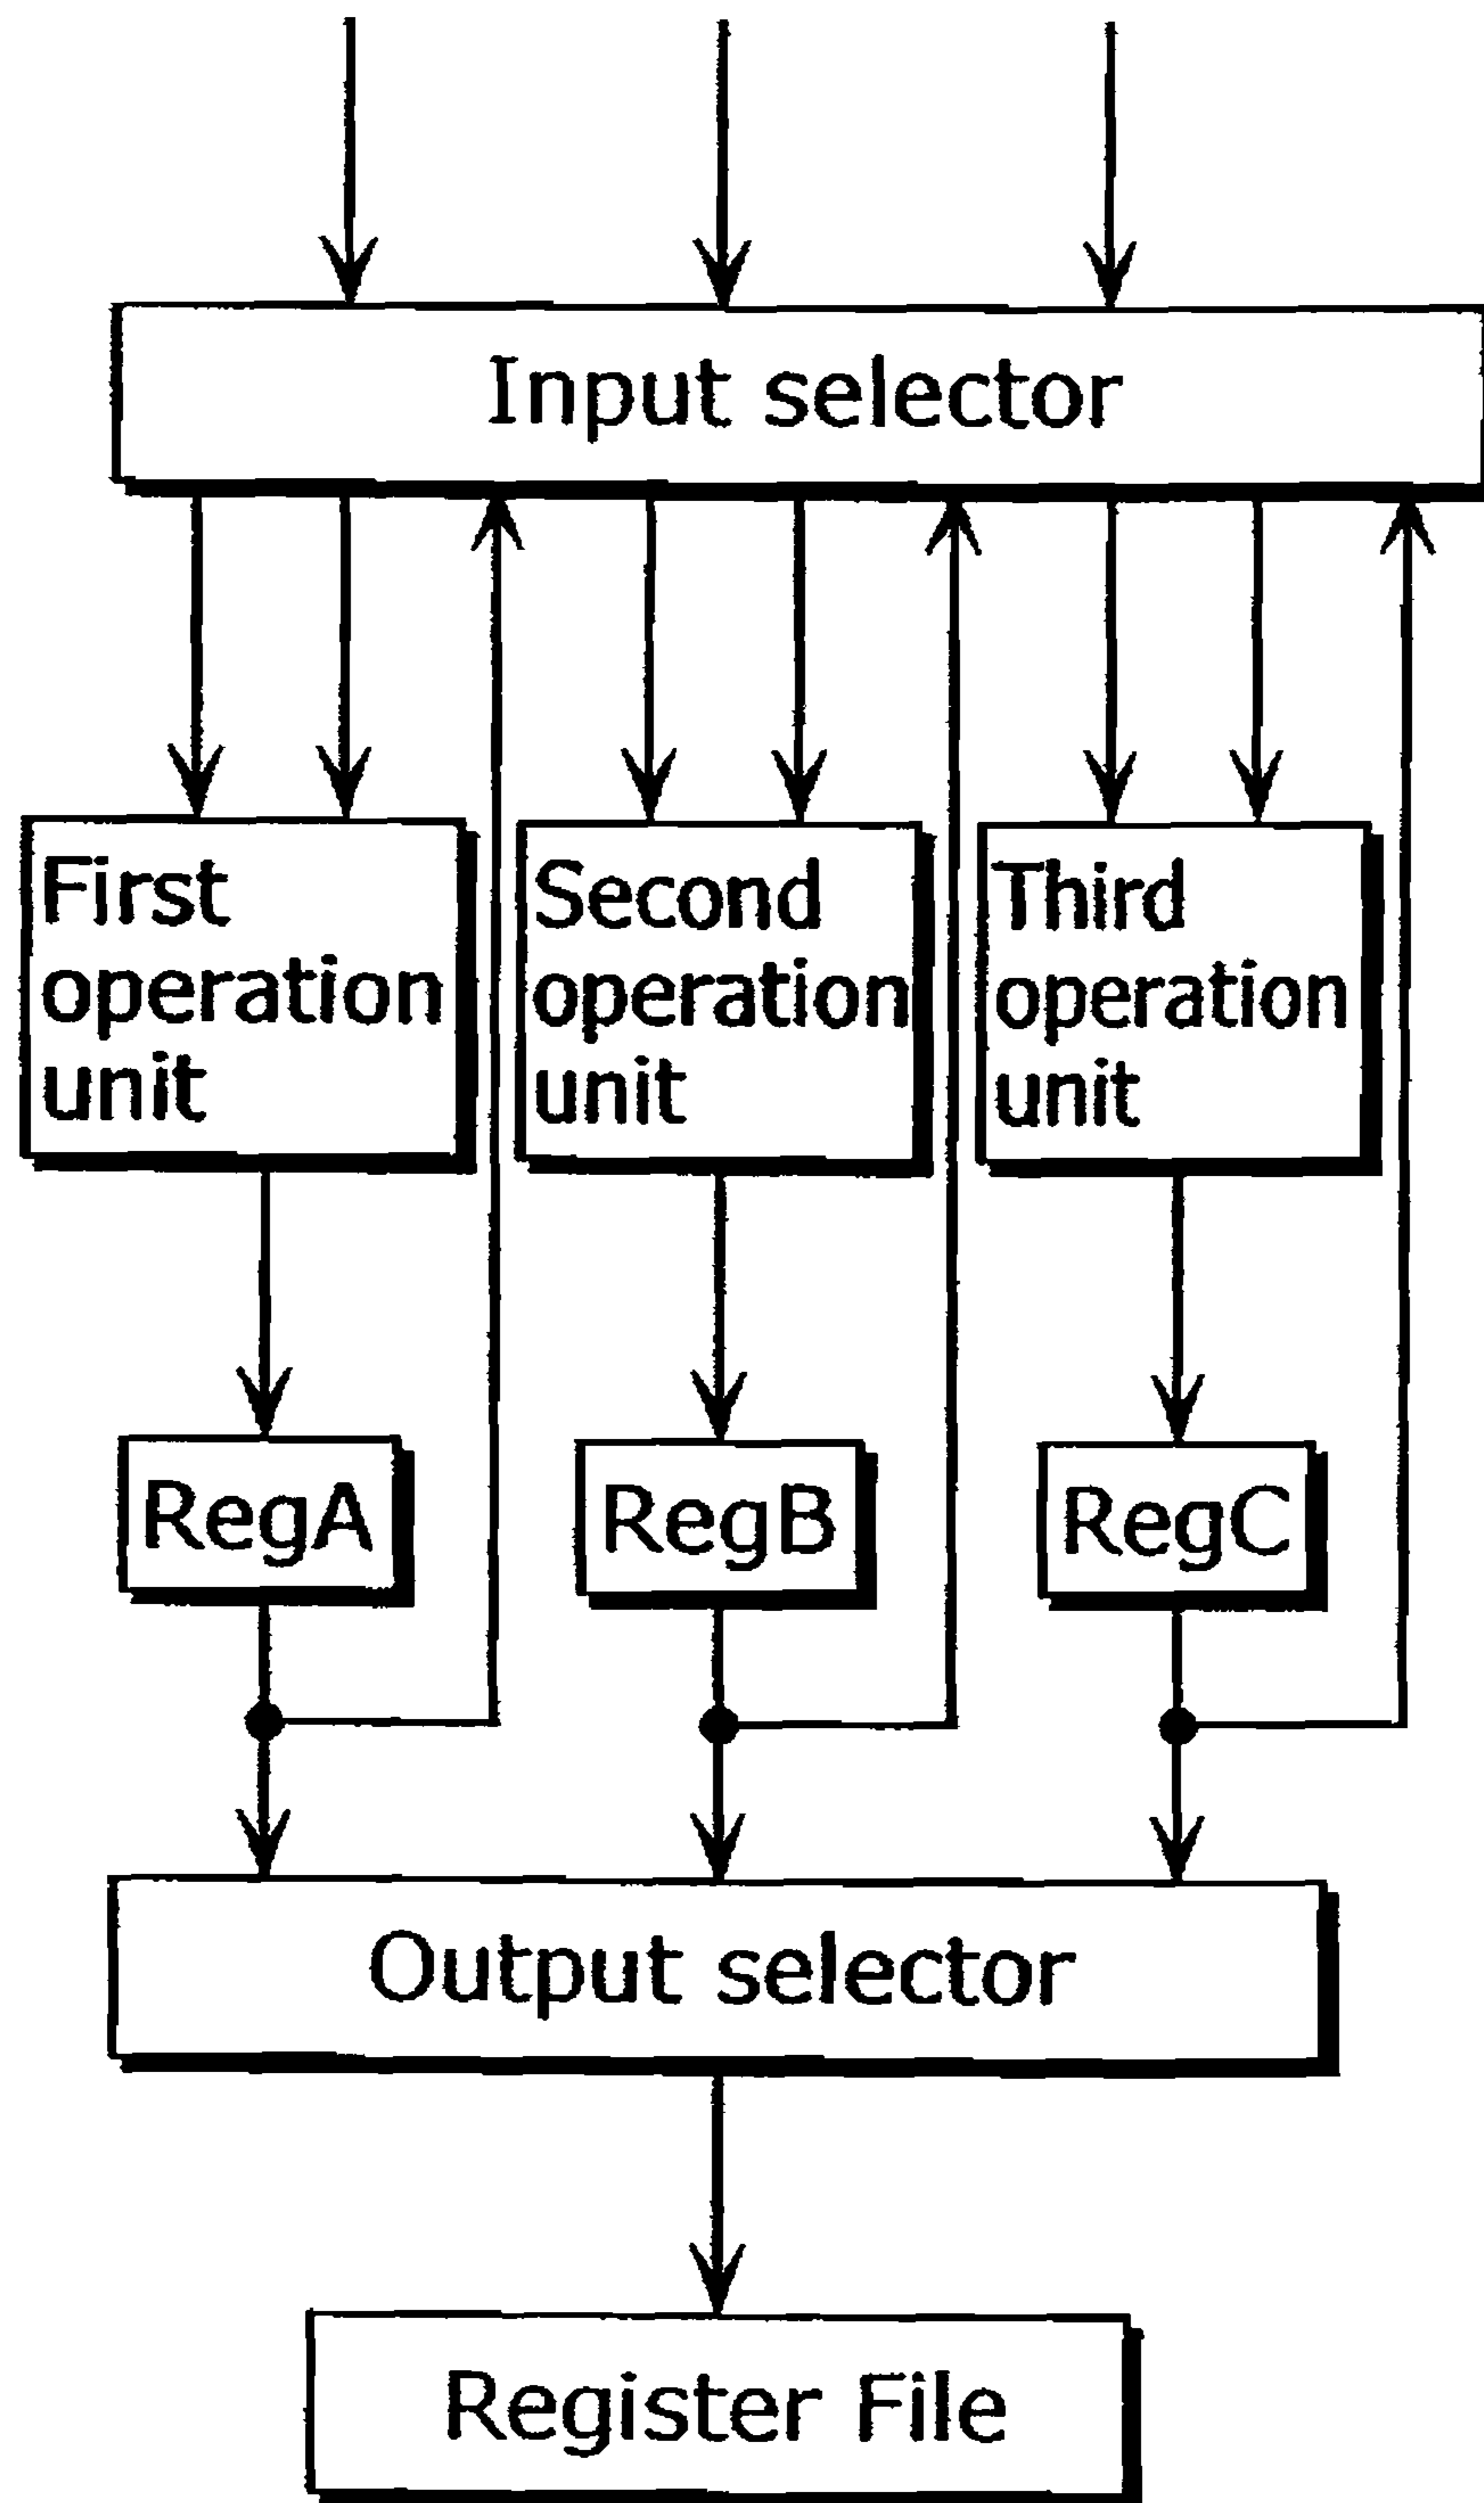 Input selector
First
operation
unit
Second
operation
unit
Third
operation
unit
RegA
RegB
RegC
Output selector
Register File